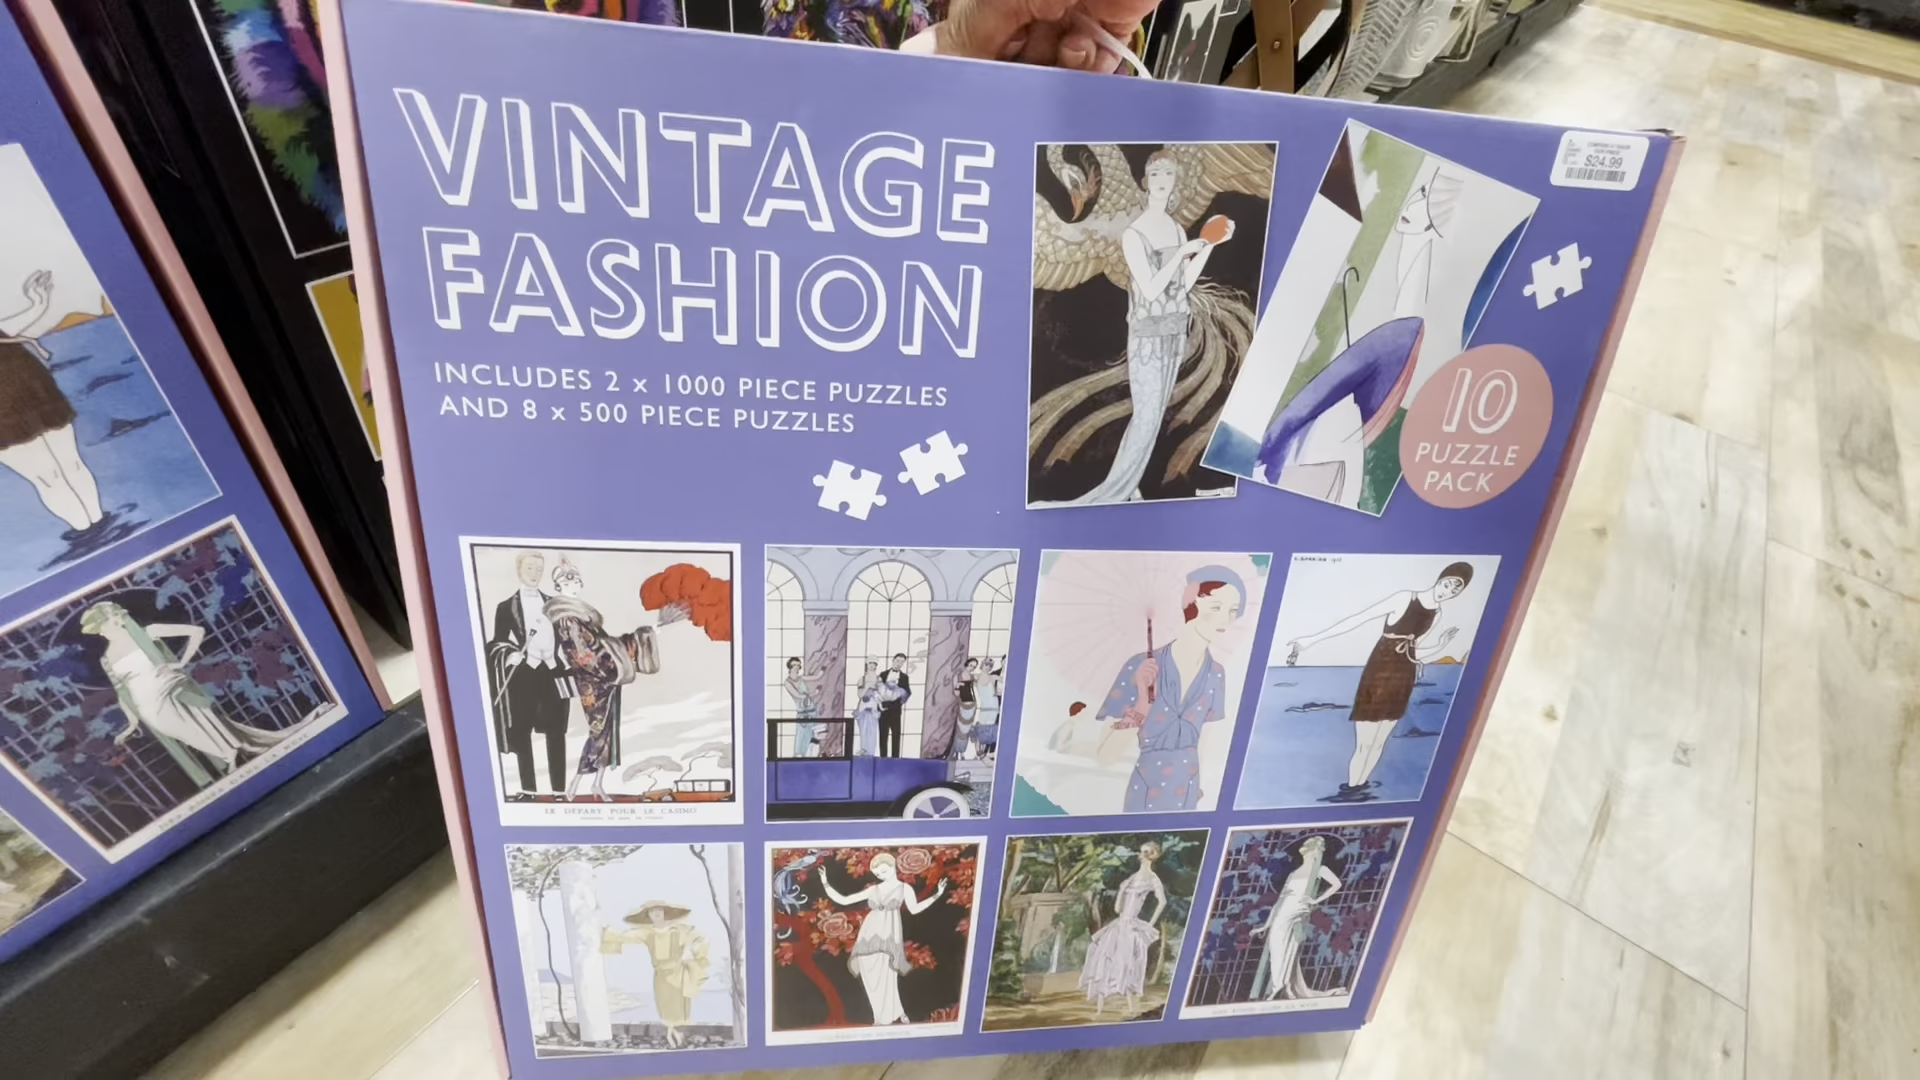 VINTAGE
FASHION
INCLUDES 2 x 1000 PIECE PUZZLES
AND 8 x 500 PIECE PUZZLES
$24.99
10
PUZZLE
PACK
LE DÉPART POUR LE CASINO